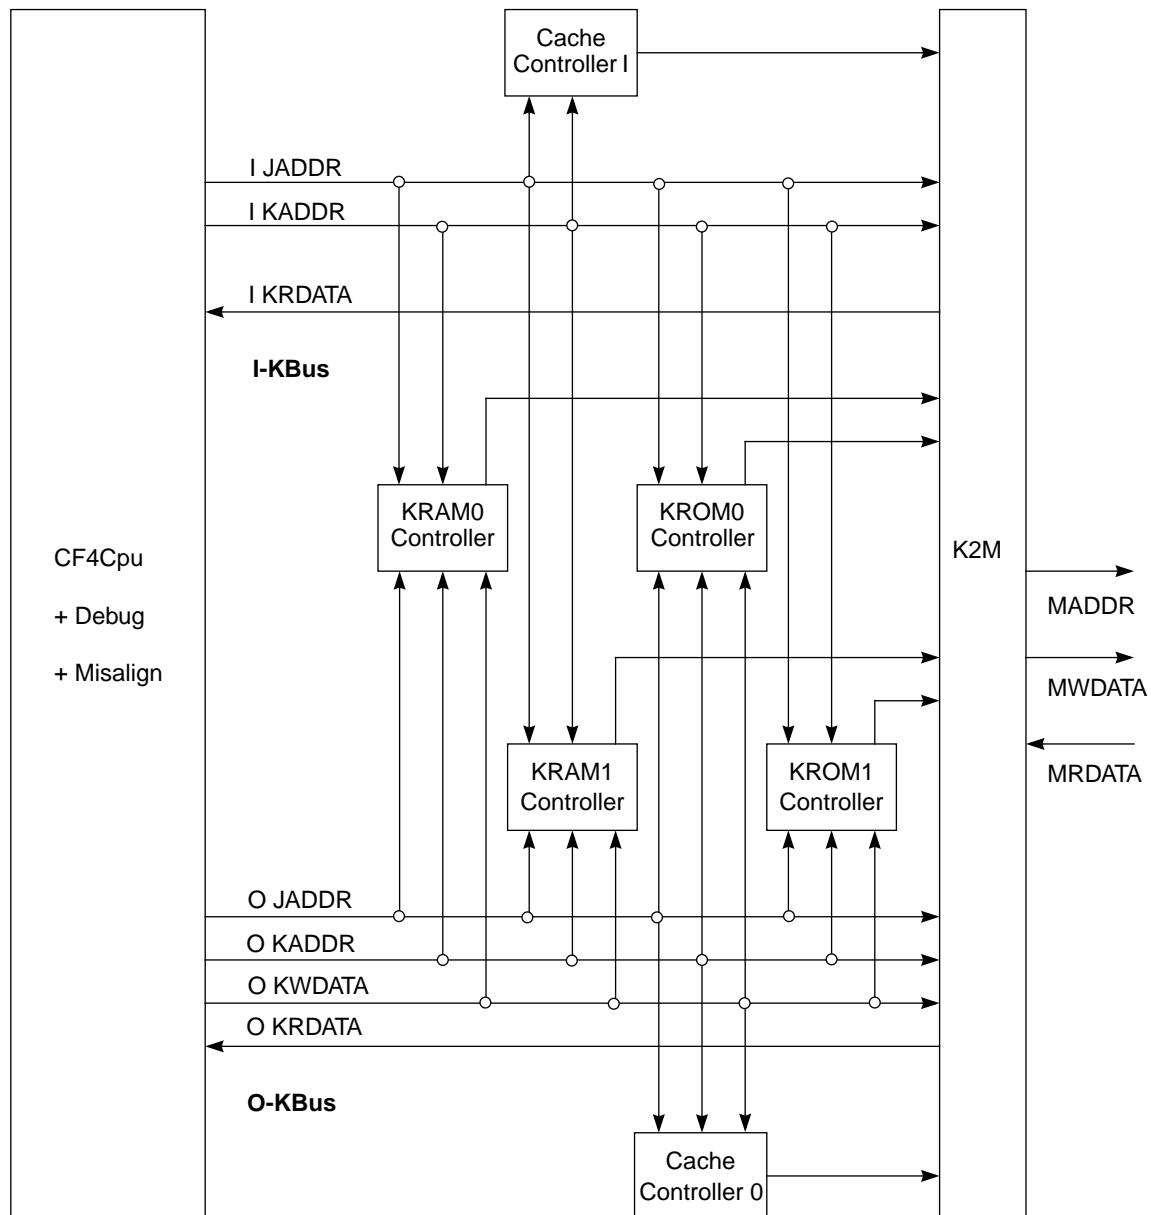 Cache
Controller I
I JADDR
I KADDR
I KRDATA
I-KBus
KRAM0
Controller
KROM0
Controller
CF4Cpu
+ Debug
+ Misalign
K2M
MADDR
MWDATA
MRDATA
KRAM1
Controller
KROM1
Controller
O JADDR
O KADDR
O KWDATA
O KRDATA
O-KBus
Cache
Controller 0